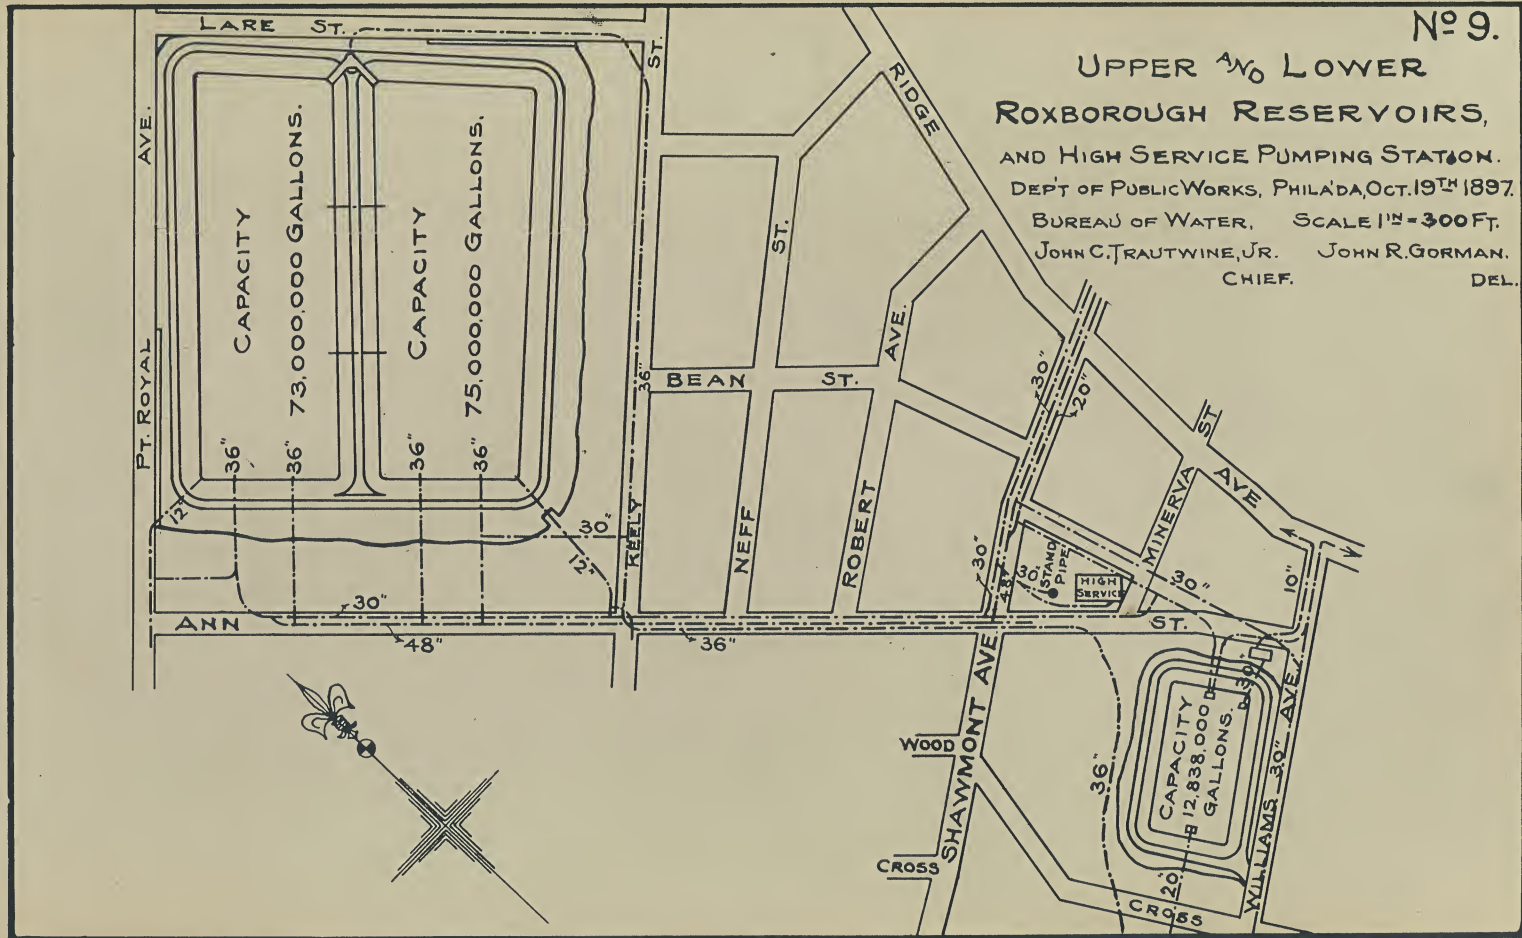 Nº 9.
UPPER AND LOWER
ROXBOROUGH RESERVOIRS,
AND HIGH SERVICE PUMPING STATION.
DEP'T OF PUBLIC WORKS, PHILA'DA, OCT. 19TH 1897.
BUREAU OF WATER, SCALE 1IN = 300 FT.
JOHN C. TRAUTWINE, JR. JOHN R. GORMAN.
CHIEF. DEL.
LARE ST.
ST.
RIDGE
AVE.
PT. ROYAL
CAPACITY
73,000,000 GALLONS.
CAPACITY
75,000,000 GALLONS.
ST.
AVE.
36"
BEAN ST.
30"
20"
ST
AVE
36"
36"
36"
36"
12"
30"
12"
KEELY
NEFF
ROBERT
MINERVA
30"
48"
30"
STAND
PIPE
HIGH
SERVICE
30"
10"
ANN
30"
48"
36"
ST.
SHAWMONT AVE
WOOD
CROSS
36"
30"
CAPACITY
12,838,000
GALLONS.
20"
CROSS
WILLIAMS 30" AVE.